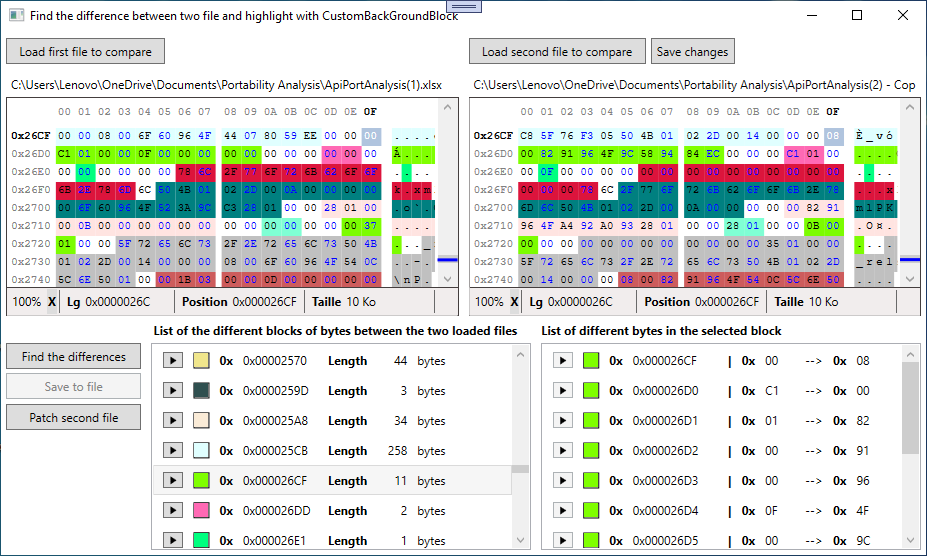 Find the difference between two file and highlight with CustomBackGroundBlock
Load first file to compare
Load second file to compare
Save changes
C:\Users\Lenovo\OneDrive\Documents\Portability Analysis\ApiPortAnalysis(1).xlsx
C:\Users\Lenovo\OneDrive\Documents\Portability Analysis\ApiPortAnalysis(2) - Cop
00 01 02 03 04 05 06 07 08 09 0A 0B 0C 0D 0E 0F
0x26CF 00 00 08 00 6F 60 96 4F 44 07 80 59 EE 00 00 00
0x26D0 C1 01 00 00 0F 00 00 00 00 00 00 00 00 00 00 00
0x26E0 00 00 00 00 00 00 78 6C 2F 77 6F 72 6B 62 6F 6F
0x26F0 6B 2E 78 6D 6C 50 4B 01 02 2D 00 0A 00 00 00 00
0x2700 00 6F 60 96 4F 52 3A 9C C3 28 01 00 00 28 01 00
0x2710 00 0B 00 00 00 00 00 00 00 00 00 00 00 00 00 37
0x2720 01 00 00 5F 72 65 6C 73 2F 2E 72 65 6C 73 50 4B
0x2730 01 02 2D 00 14 00 00 00 08 00 6F 60 96 4F 54 0C
0x2740 5C 6E 50 01 00 00 1B 03 00 00 0B 00 00 00 00 00
00 01 02 03 04 05 06 07 08 09 0A 0B 0C 0D 0E 0F
0x26CF C8 5F 76 F3 05 50 4B 01 02 2D 00 14 00 00 00 08 È_vó
0x26D0 00 82 91 96 4F 9C 58 94 84 EC 00 00 00 C1 01 00
0x26E0 00 0F 00 00 00 00 00 00 00 00 00 00 00 00 00 00
0x26F0 00 00 00 78 6C 2F 77 6F 72 6B 62 6F 6F 6B 2E 78
0x2700 6D 6C 50 4B 01 02 2D 00 0A 00 00 00 00 00 82 91 mlPK
0x2710 96 4F A4 92 A0 93 28 01 00 00 28 01 00 00 0B 00
0x2720 00 00 00 00 00 00 00 00 00 00 00 00 35 01 00 00
0x2730 5F 72 65 6C 73 2F 2E 72 65 6C 73 50 4B 01 02 2D _rel
0x2740 00 14 00 00 00 08 00 82 91 96 4F 54 0C 5C 6E 50
100% X Lg 0x0000026C Position 0x000026CF Taille 10 Ko
100% X Lg 0x0000026C Position 0x000026CF Taille 10 Ko
Find the differences
Save to file
Patch second file
List of the different blocks of bytes between the two loaded files
0x 0x00002570 Length 44 bytes
0x 0x0000259D Length 3 bytes
0x 0x000025A8 Length 34 bytes
0x 0x000025CB Length 258 bytes
0x 0x000026CF Length 11 bytes
0x 0x000026DD Length 2 bytes
0x 0x000026E1 Length 1 bytes
List of different bytes in the selected block
0x 0x000026CF | 0x 00 --> 0x 08
0x 0x000026D0 | 0x C1 --> 0x 00
0x 0x000026D1 | 0x 01 --> 0x 82
0x 0x000026D2 | 0x 00 --> 0x 91
0x 0x000026D3 | 0x 00 --> 0x 96
0x 0x000026D4 | 0x 0F --> 0x 4F
0x 0x000026D5 | 0x 00 --> 0x 9C